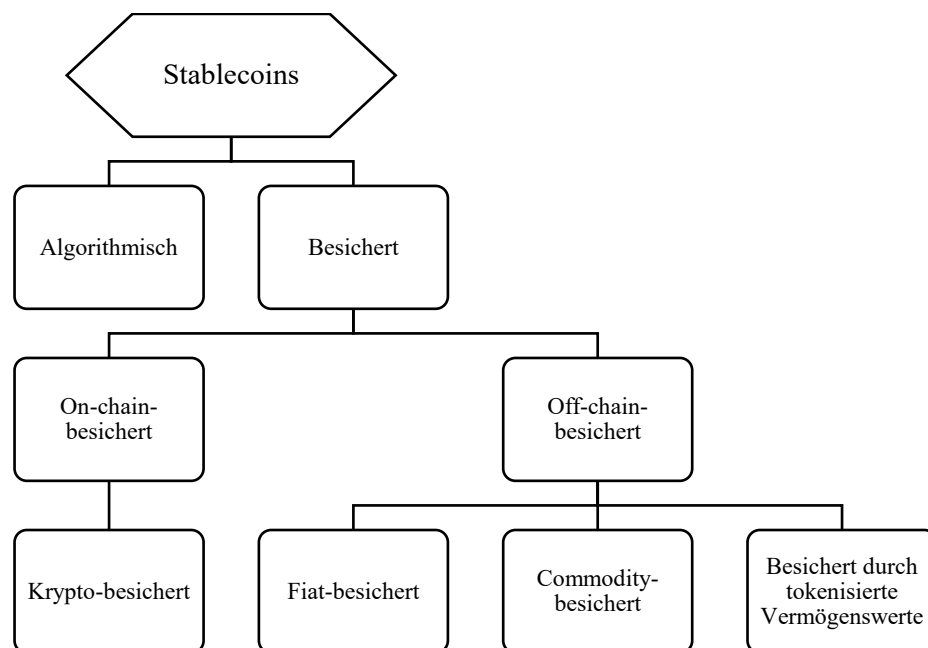 Stablecoins
Algorithmisch
Besichert
On-chain-
besichert
Off-chain-
besichert
Krypto-besichert
Fiat-besichert
Commodity-
besichert
Besichert durch
tokenisierte
Vermögenswerte